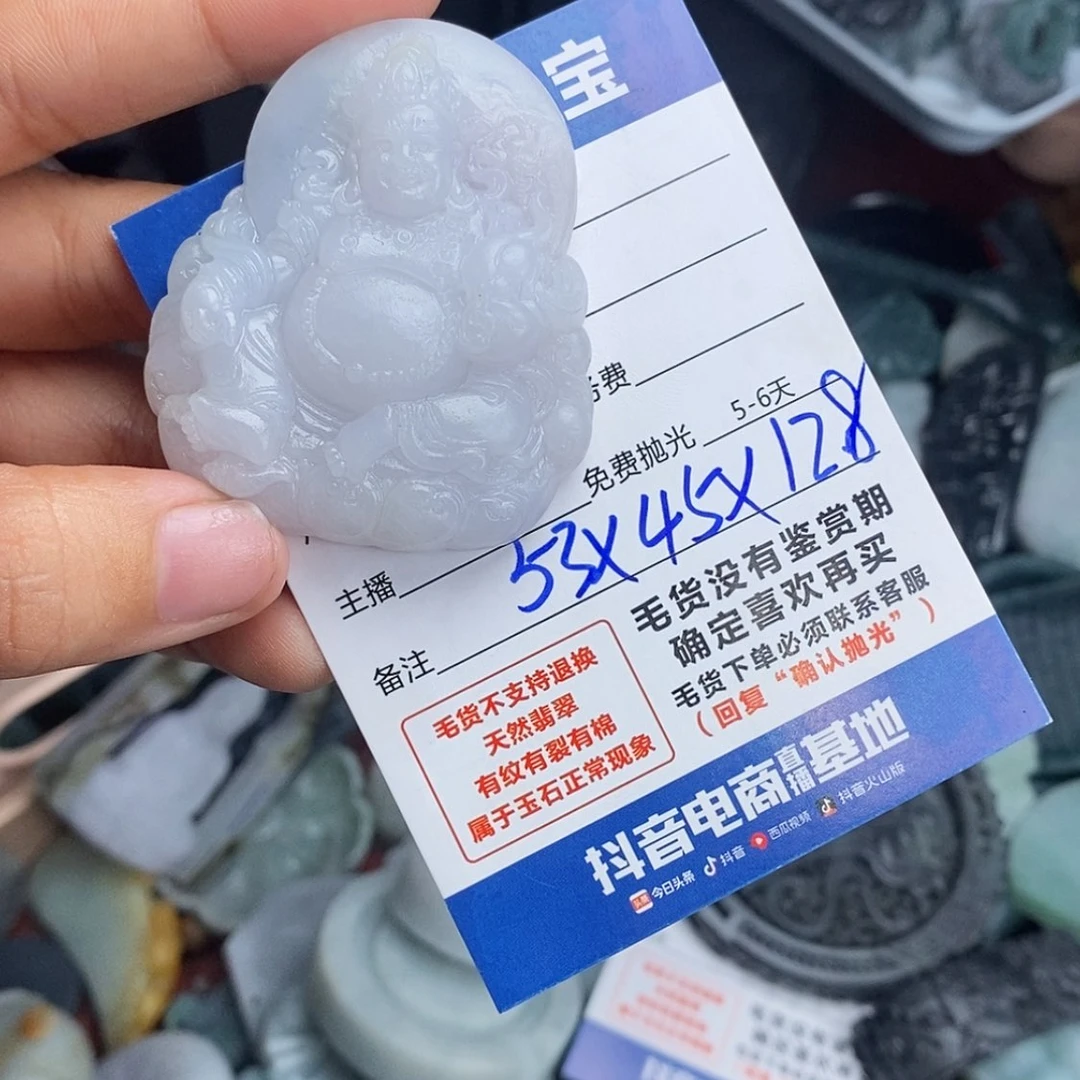 宝
费
免费抛光
5-6天
主播
53X45X128
备注
毛货没有鉴赏期
确定喜欢再买
毛货下单必须联系客服
(回复“确认抛光”)
毛货不支持退换
天然翡翠
有纹有裂有棉
属于玉石正常现象
抖音电商直播基地
头条 今日头条 抖音 西瓜视频 抖音火山版